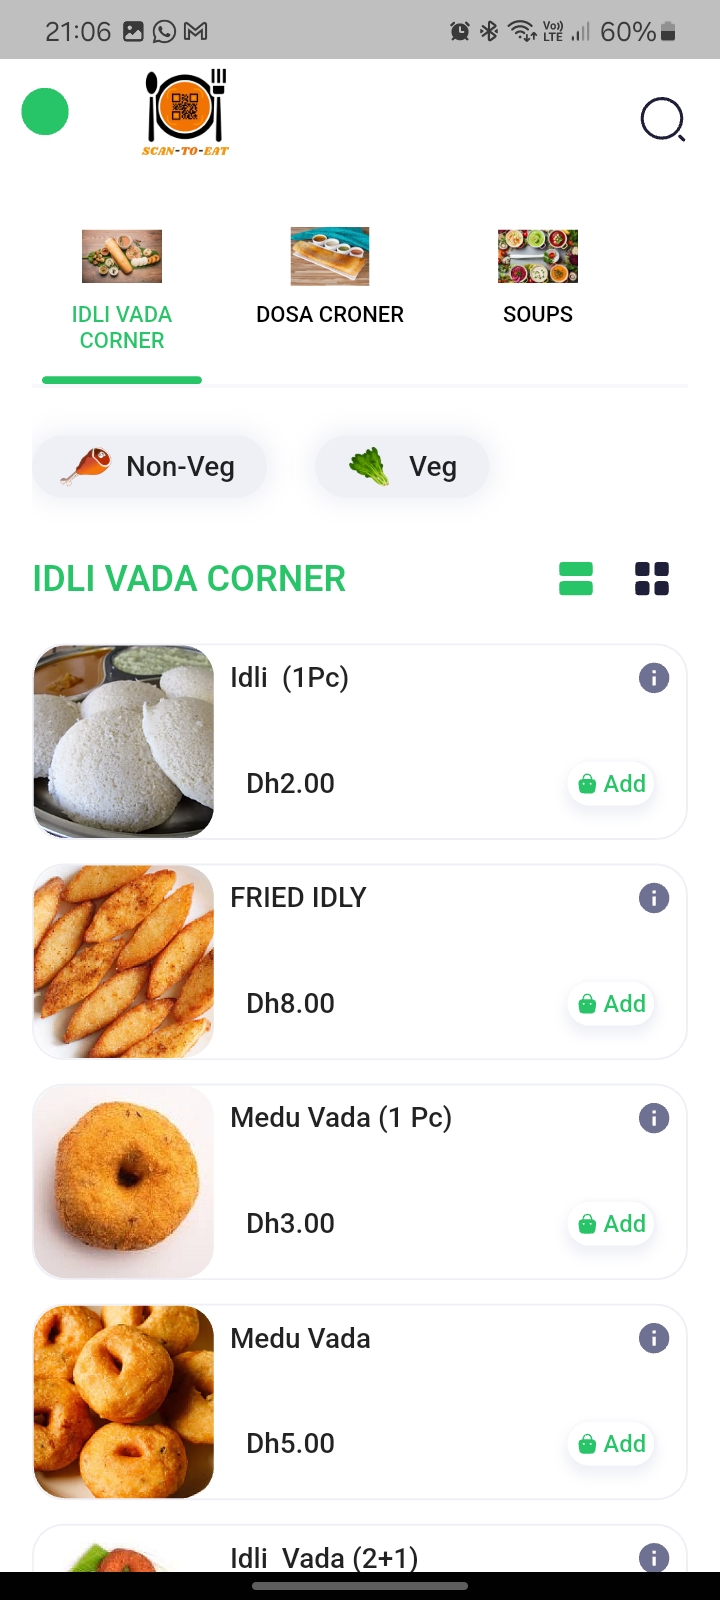 21:06
Vo))
LTE
60%
SCAN-TO-EAT
IDLI VADA
CORNER
DOSA CRONER
SOUPS
Non-Veg
Veg
IDLI VADA CORNER
Idli  (1Pc)
Dh2.00
Add
FRIED IDLY
Dh8.00
Add
Medu Vada (1 Pc)
Dh3.00
Add
Medu Vada
Dh5.00
Add
Idli  Vada (2+1)